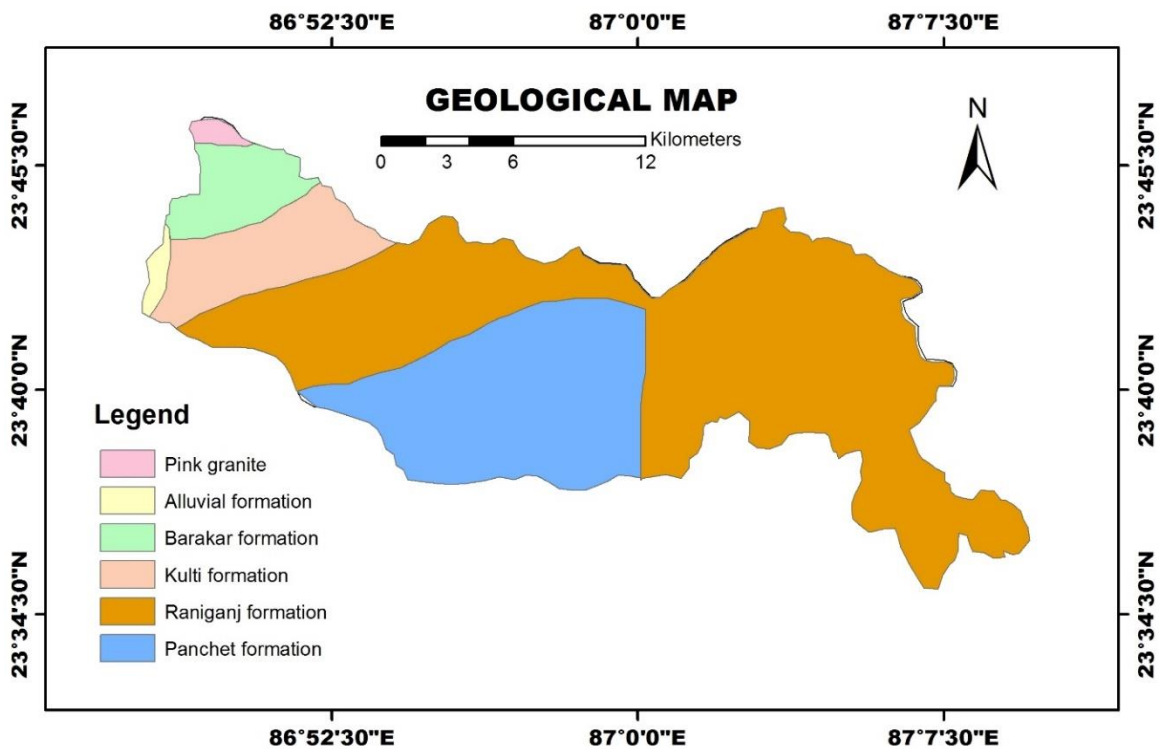 86°52'30"E 87°0'0"E 87°7'30"E
GEOLOGICAL MAP
N
Kilometers
0 3 6 12
23°45'30"N 23°45'30"N
23°40'0"N 23°40'0"N
Legend
Pink granite
Alluvial formation
Barakar formation
Kulti formation
Raniganj formation
Panchet formation
23°34'30"N 23°34'30"N
86°52'30"E 87°0'0"E 87°7'30"E